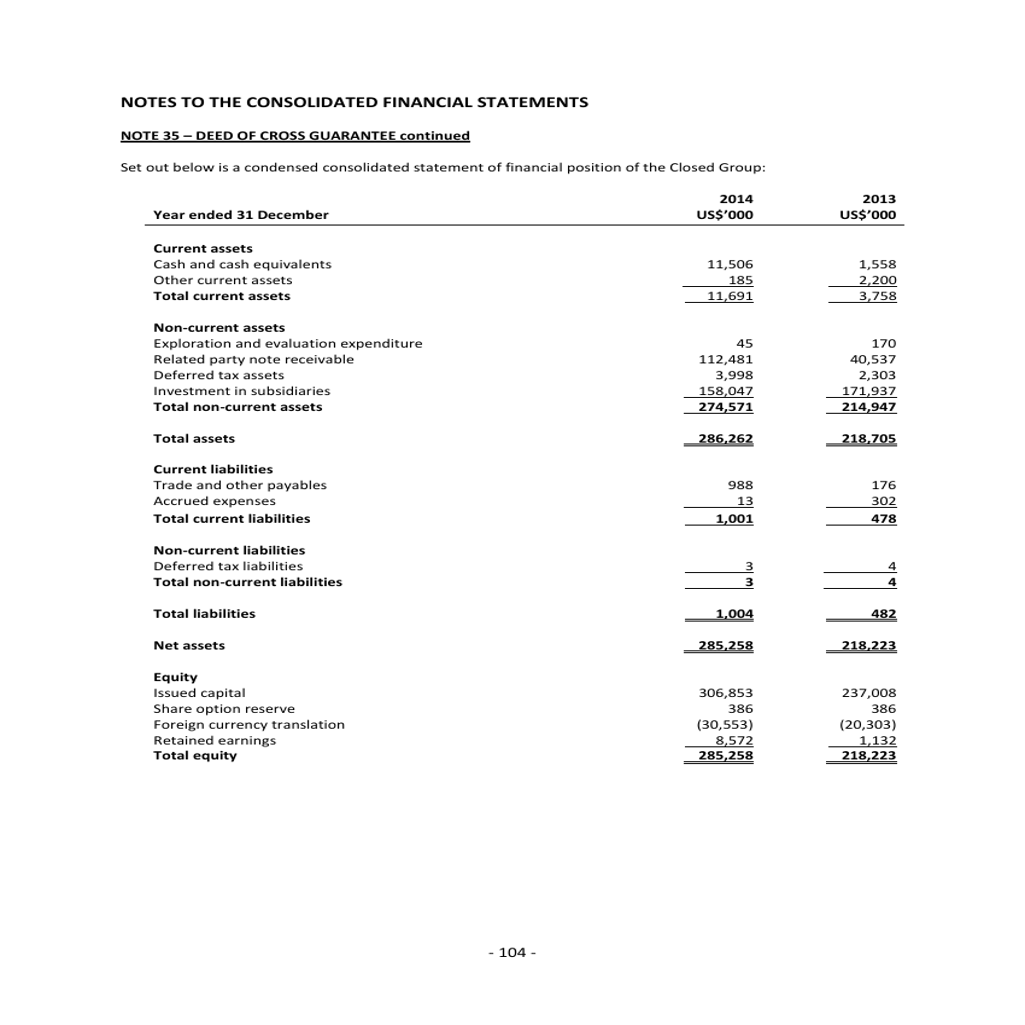 NOTES TO THE CONSOLIDATED FINANCIAL STATEMENTS
NOTE 35 – DEED OF CROSS GUARANTEE continued
Set out below is a condensed consolidated statement of financial position of the Closed Group:
2014 2013
Year ended 31 December US$'000 US$'000
Current assets
Cash and cash equivalents 11,506 1,558
Other current assets 185 2,200
Total current assets 11,691 3,758
Non-current assets
Exploration and evaluation expenditure 45 170
Related party note receivable 112,481 40,537
Deferred tax assets 3,998 2,303
Investment in subsidiaries 158,047 171,937
Total non-current assets 274,571 214,947
Total assets 286,262 218,705
Current liabilities
Trade and other payables 988 176
Accrued expenses 13 302
Total current liabilities 1,001 478
Non-current liabilities
Deferred tax liabilities 3 4
Total non-current liabilities 3 4
Total liabilities 1,004 482
Net assets 285,258 218,223
Equity
Issued capital 306,853 237,008
Share option reserve 386 386
Foreign currency translation (30,553) (20,303)
Retained earnings 8,572 1,132
Total equity 285,258 218,223
- 104 -